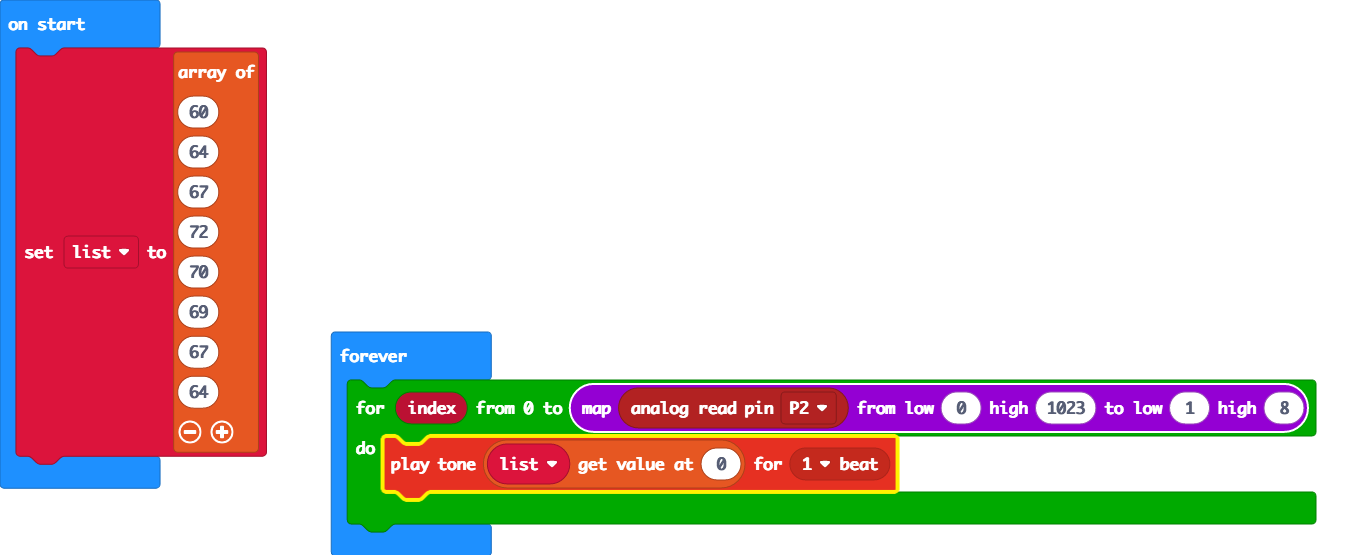 on start
array of
60
64
67
72
70
set list to
69
67
64
forever
for index from 0 to map analog read pin P2 from low 0 high 1023 to low 1 high 8
do
play tone list get value at 0 for 1 beat